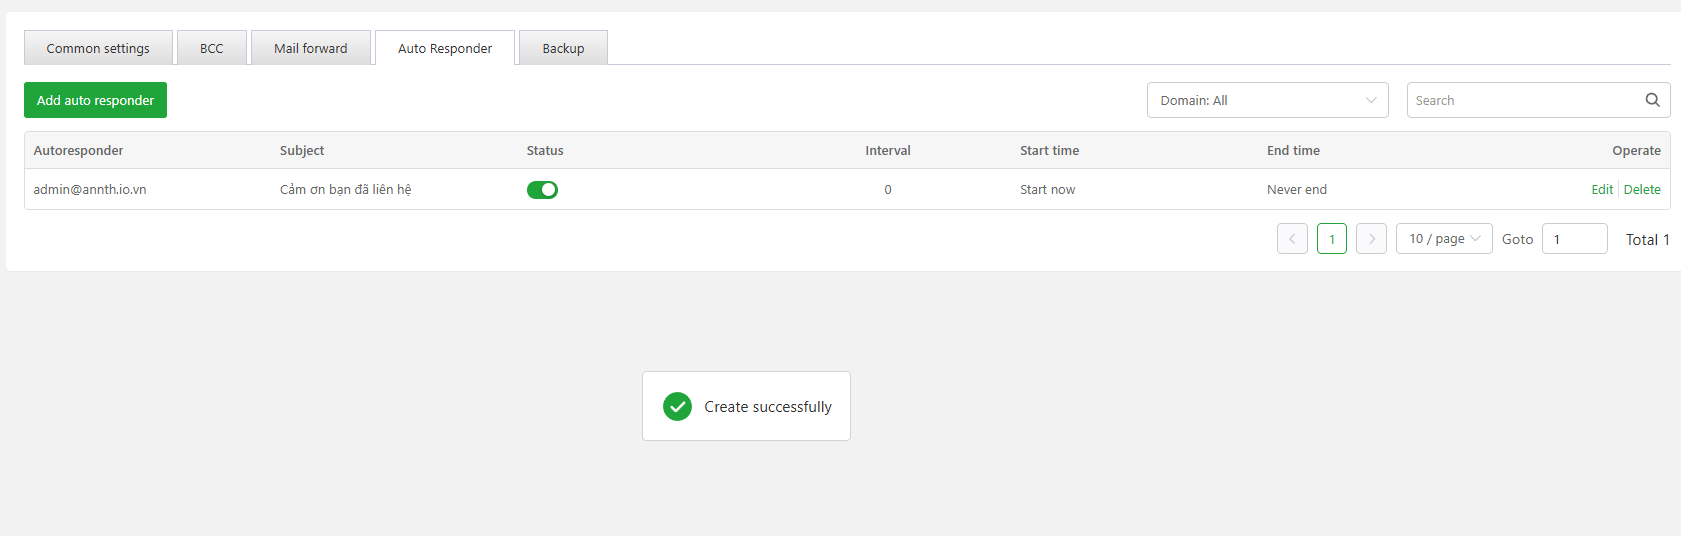 Common settings BCC Mail forward Auto Responder Backup
Add auto responder Domain: All Search
Autoresponder Subject Status Interval Start time End time Operate
admin@annth.io.vn Cảm ơn bạn đã liên hệ 0 Start now Never end Edit Delete
1 10 / page Goto 1 Total 1
Create successfully